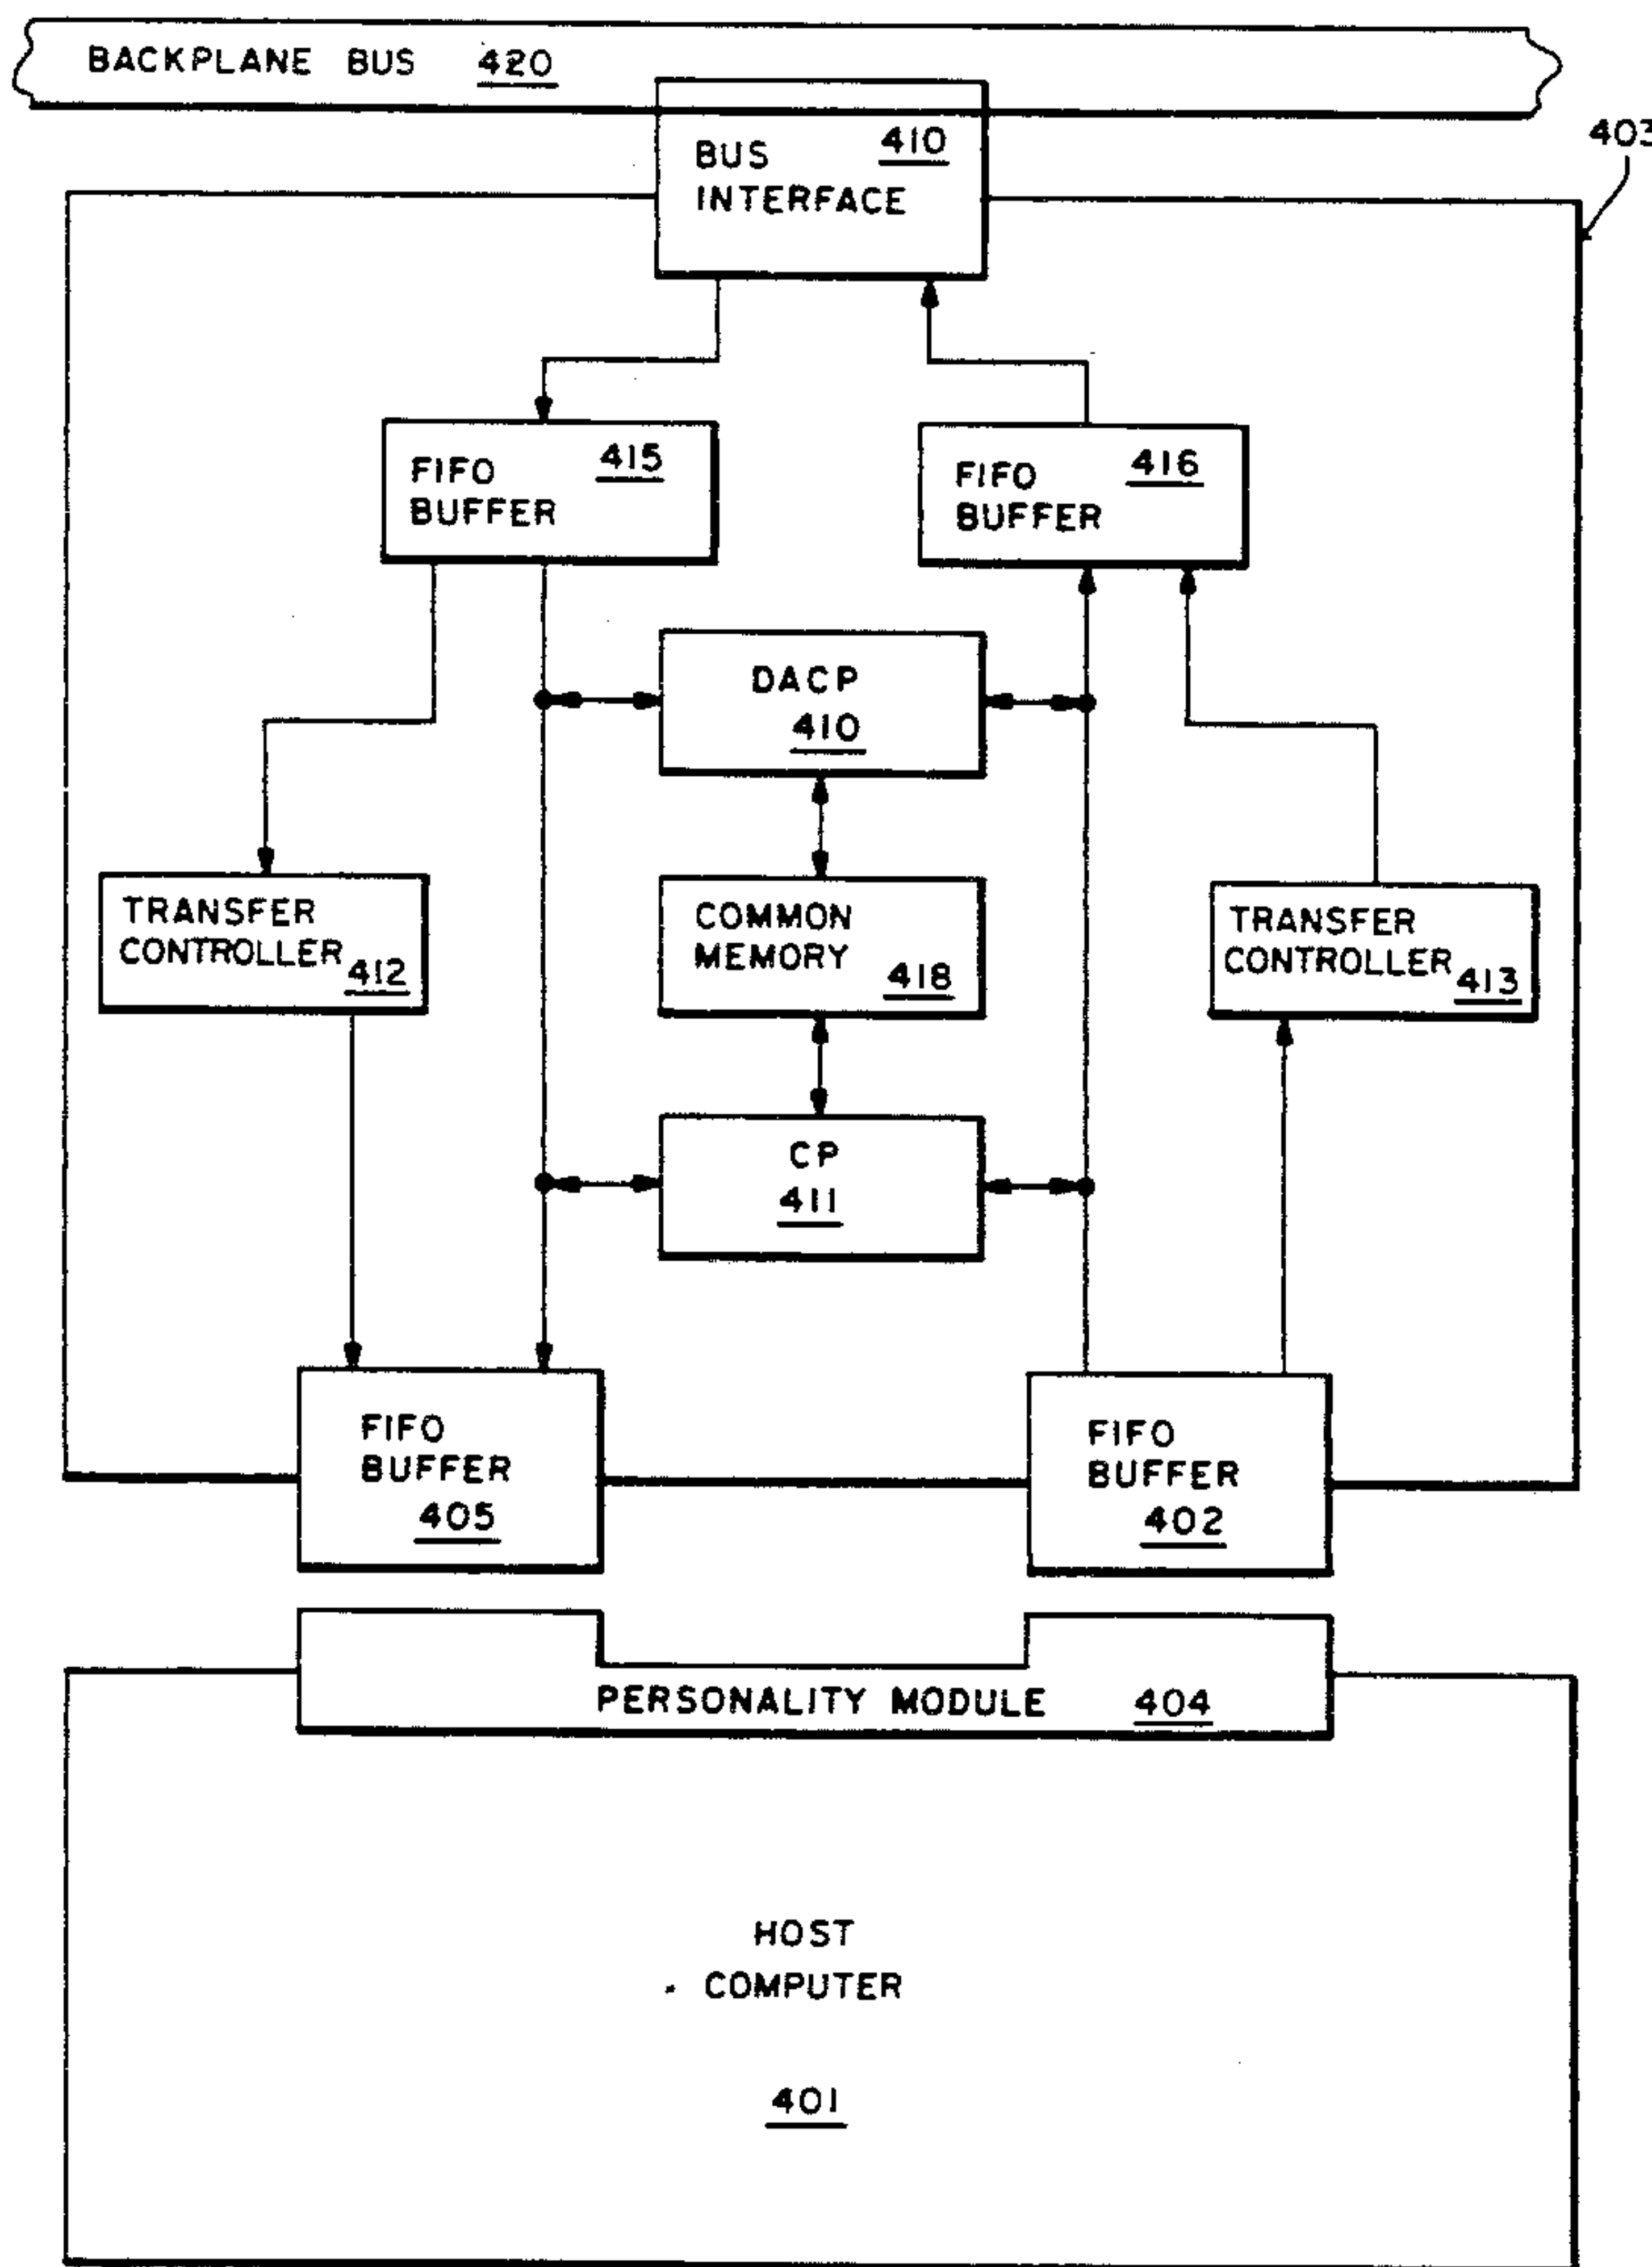 BACKPLANE BUS 420
403
BUS 410
INTERFACE
FIFO 415
BUFFER
FIFO 416
BUFFER
DACP
410
TRANSFER
CONTROLLER 412
COMMON
MEMORY 418
TRANSFER
CONTROLLER 413
CP
411
FIFO
BUFFER
405
FIFO
BUFFER
402
PERSONALITY MODULE 404
HOST
COMPUTER
401